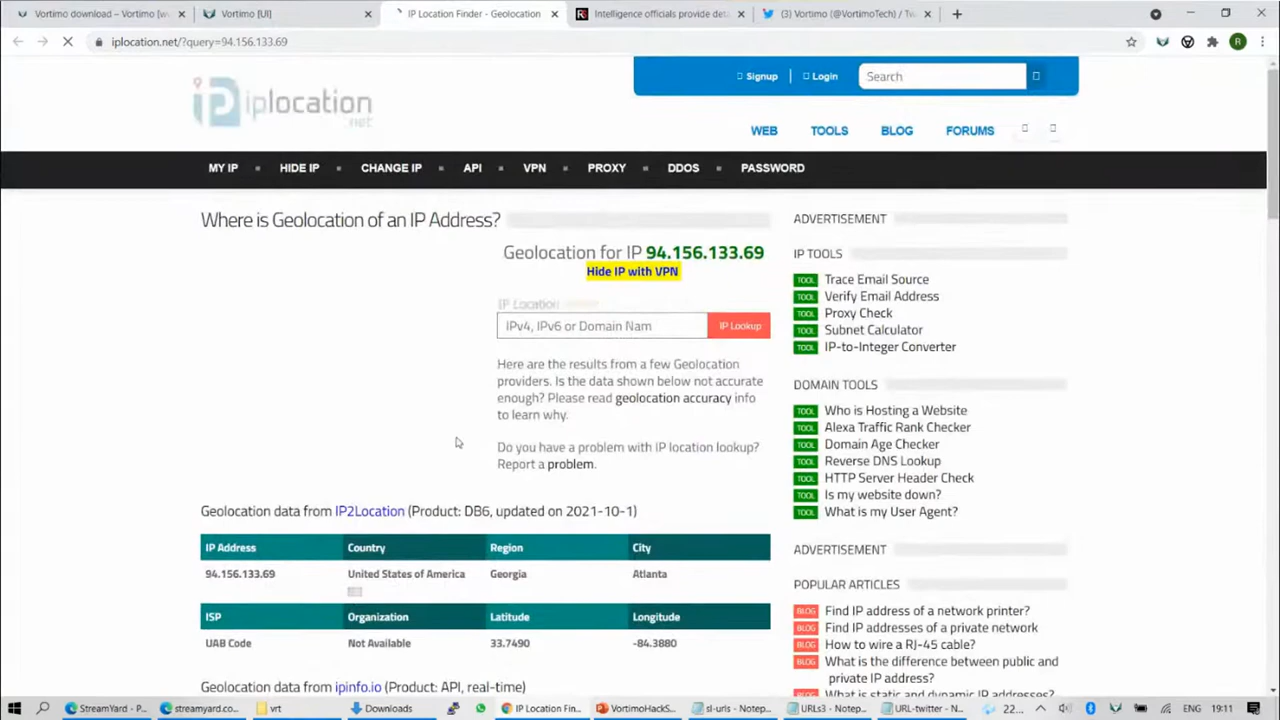 Vortimo download – Vortimo [w
Vortimo [UI]
IP Location Finder - Geolocation
Intelligence officials provide deta
(3) Vortimo (@VortimoTech) / Tw
iplocation.net/?query=94.156.133.69
R
Signup
Login
Search
iplocation
.net
WEB
TOOLS
BLOG
FORUMS
MY IP
HIDE IP
CHANGE IP
API
VPN
PROXY
DDOS
PASSWORD
Where is Geolocation of an IP Address?
Geolocation for IP 94.156.133.69
Hide IP with VPN
IP Location
IPv4, IPv6 or Domain Nam
IP Lookup
Here are the results from a few Geolocation
providers. Is the data shown below not accurate
enough? Please read geolocation accuracy info
to learn why.
Do you have a problem with IP location lookup?
Report a problem.
Geolocation data from IP2Location (Product: DB6, updated on 2021-10-1)
IP Address Country Region City
94.156.133.69 United States of America Georgia Atlanta
ISP Organization Latitude Longitude
UAB Code Not Available 33.7490 -84.3880
Geolocation data from ipinfo.io (Product: API, real-time)
ADVERTISEMENT
IP TOOLS
TOOL Trace Email Source
TOOL Verify Email Address
TOOL Proxy Check
TOOL Subnet Calculator
TOOL IP-to-Integer Converter
DOMAIN TOOLS
TOOL Who is Hosting a Website
TOOL Alexa Traffic Rank Checker
TOOL Domain Age Checker
TOOL Reverse DNS Lookup
TOOL HTTP Server Header Check
TOOL Is my website down?
TOOL What is my User Agent?
ADVERTISEMENT
POPULAR ARTICLES
BLOG Find IP address of a network printer?
BLOG Find IP addresses of a private network
BLOG How to wire a RJ-45 cable?
BLOG What is the difference between public and
private IP address?
BLOG What is static and dynamic IP addresses?
StreamYard - P...
streamyard.co...
vrt
Downloads
IP Location Fin...
VortimoHackS...
sl-urls - Notep...
URLs3 - Notep...
URL-twitter - N...
22...
19:11